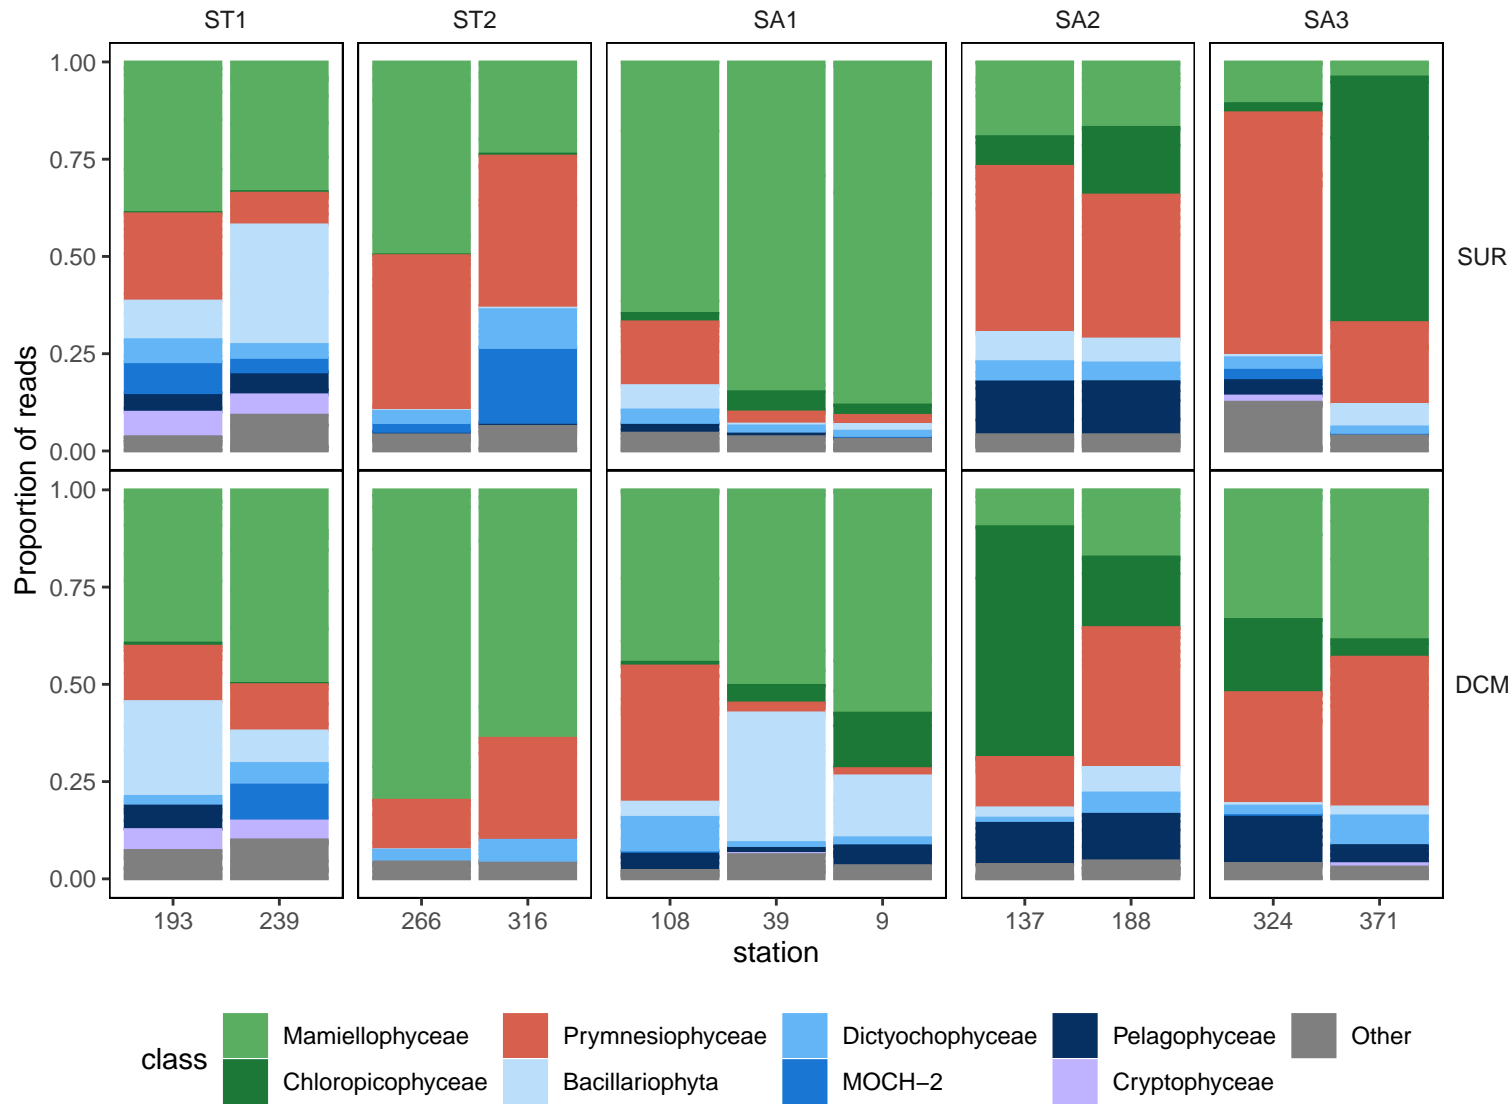 ST1 ST2 SA1 SA2 SA3
1.00
0.75
0.50
0.25
0.00
SUR
Proportion of reads
1.00
0.75
0.50
0.25
0.00
DCM
193 239 266 316 108 39 9 137 188 324 371
station
class
Mamiellophyceae Prymnesiophyceae Dictyochophyceae Pelagophyceae Other
Chloropicophyceae Bacillariophyta MOCH−2 Cryptophyceae